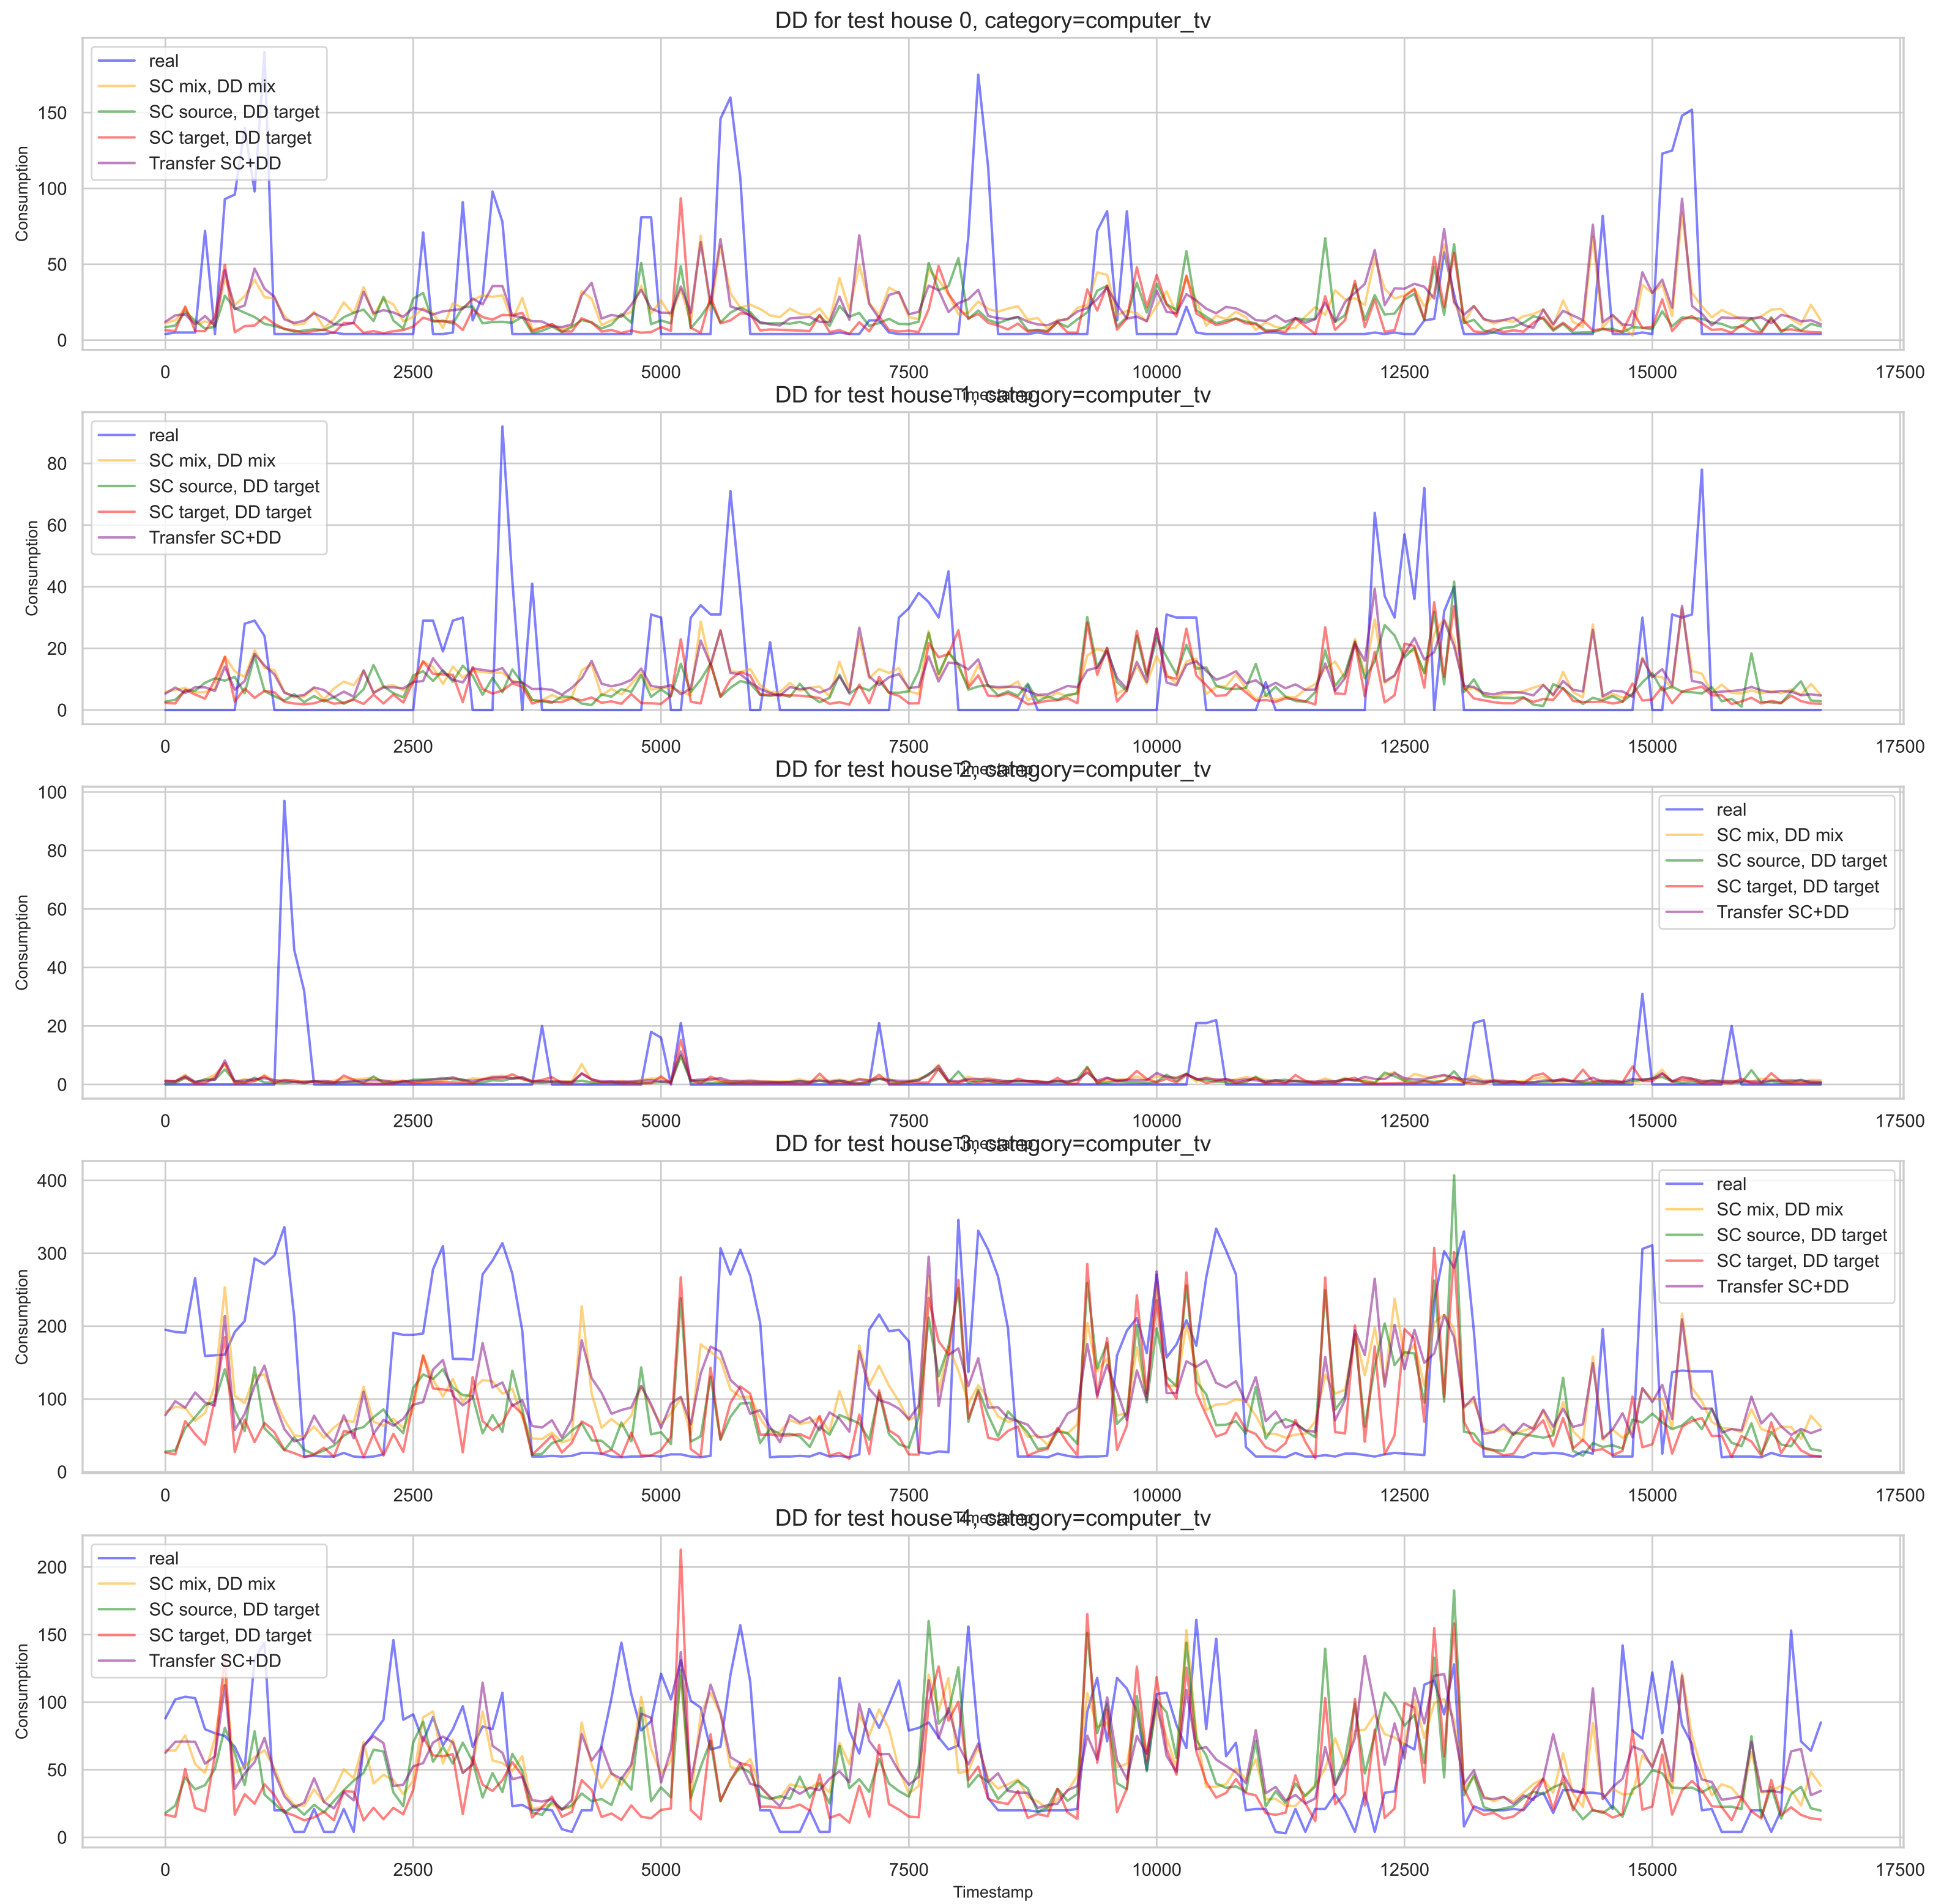 DD for test house 0, category=computer_tv
real
SC mix, DD mix
SC source, DD target
SC target, DD target
Transfer SC+DD
Consumption
150
100
50
0
0 2500 5000 7500 10000 12500 15000 17500
Timestamp
DD for test house 1, category=computer_tv
real
SC mix, DD mix
SC source, DD target
SC target, DD target
Transfer SC+DD
Consumption
80
60
40
20
0
0 2500 5000 7500 10000 12500 15000 17500
Timestamp
DD for test house 2, category=computer_tv
real
SC mix, DD mix
SC source, DD target
SC target, DD target
Transfer SC+DD
Consumption
100
80
60
40
20
0
0 2500 5000 7500 10000 12500 15000 17500
Timestamp
DD for test house 3, category=computer_tv
real
SC mix, DD mix
SC source, DD target
SC target, DD target
Transfer SC+DD
Consumption
400
300
200
100
0
0 2500 5000 7500 10000 12500 15000 17500
Timestamp
DD for test house 4, category=computer_tv
real
SC mix, DD mix
SC source, DD target
SC target, DD target
Transfer SC+DD
Consumption
200
150
100
50
0
0 2500 5000 7500 10000 12500 15000 17500
Timestamp